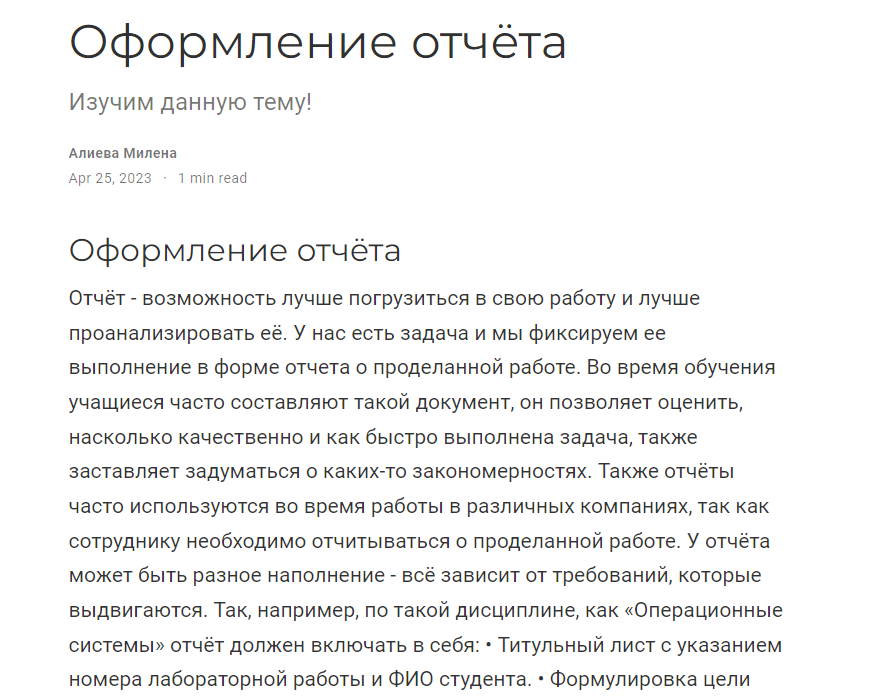 Оформление отчёта
Изучим данную тему!
Алиева Милена
Apr 25, 2023 · 1 min read
Оформление отчёта
Отчёт - возможность лучше погрузиться в свою работу и лучше
проанализировать её. У нас есть задача и мы фиксируем ее
выполнение в форме отчета о проделанной работе. Во время обучения
учащиеся часто составляют такой документ, он позволяет оценить,
насколько качественно и как быстро выполнена задача, также
заставляет задуматься о каких-то закономерностях. Также отчёты
часто используются во время работы в различных компаниях, так как
сотруднику необходимо отчитываться о проделанной работе. У отчёта
может быть разное наполнение - всё зависит от требований, которые
выдвигаются. Так, например, по такой дисциплине, как «Операционные
системы» отчёт должен включать в себя: • Титульный лист с указанием
номера лабораторной работы и ФИО студента. • Формулировка цели